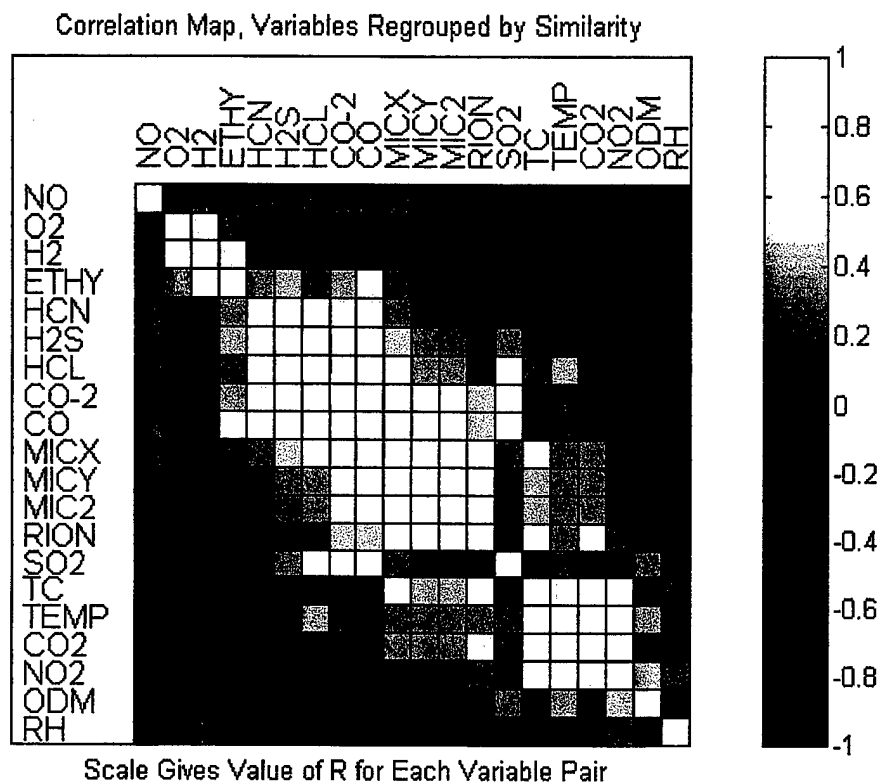 Correlation Map, Variables Regrouped by Similarity
NO O2 H2 ETHY HCN H2S HCL CO-2 CO MICX MICY MIC2 RION SO2 TC TEMP CO2 NO2 ODM RH
NO
O2
H2
ETHY
HCN
H2S
HCL
CO-2
CO
MICX
MICY
MIC2
RION
SO2
TC
TEMP
CO2
NO2
ODM
RH
1
0.8
0.6
0.4
0.2
0
-0.2
-0.4
-0.6
-0.8
-1
Scale Gives Value of R for Each Variable Pair